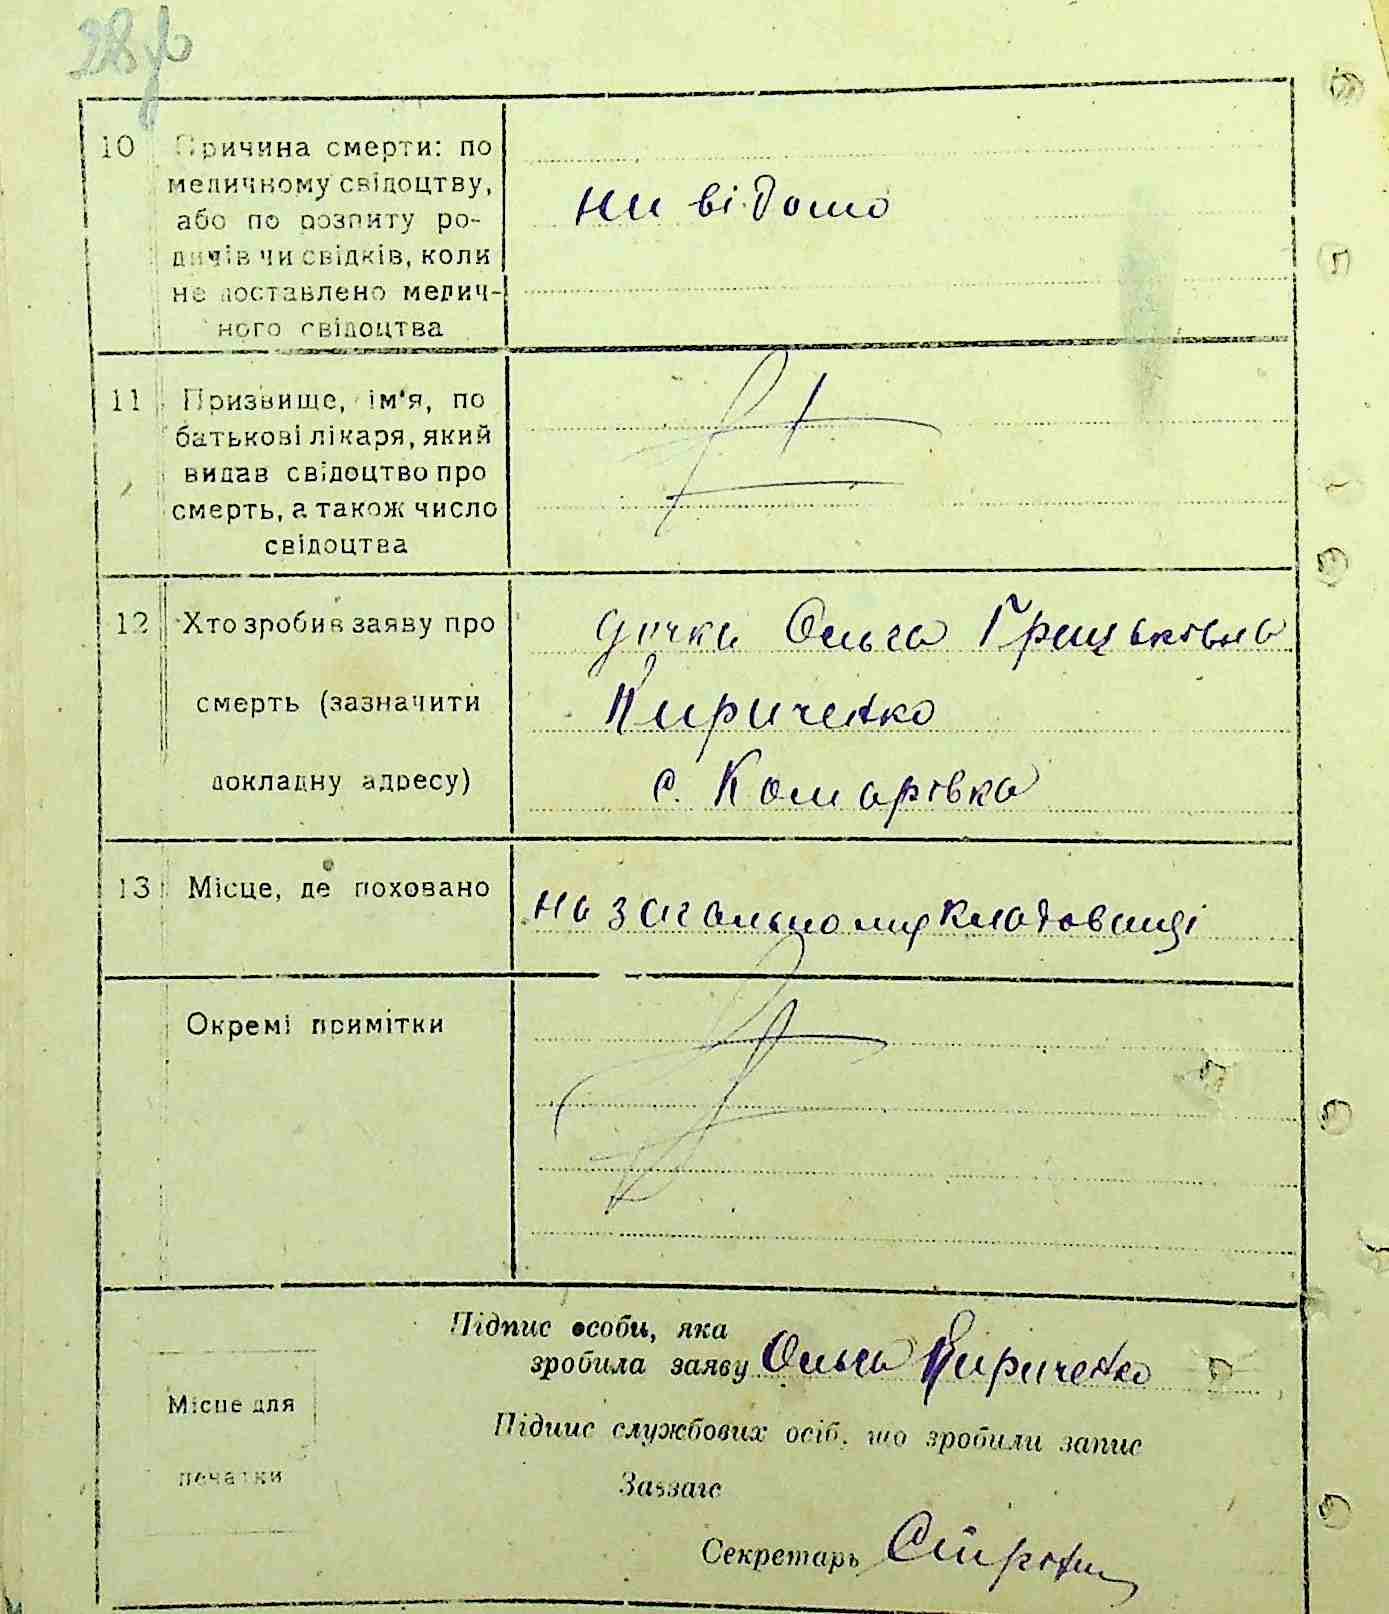 10 Причина смерти: по
медичному свідоцтву,
або по розпиту ро-
дичів чи свідків, коли
не доставлено медич-
ного свідоцтва
ни відомо
11 Призвище, ім'я, по
батькові лікаря, який
видав свідоцтво про
смерть, а також число
свідоцтва
12 Хто зробив заяву про
смерть (зазначити
докладну адресу)
дочка Ольга Грицьковна
Кириченко
с. Комарівка
13 Місце, де поховано
на загальному кладованці
Окремі примітки
Підпис особи, яка
зробила заяву Ольга Кириченко
Місце для
печатки
Підпис службових осіб, що зробили запис
Завзагс
Секретарь